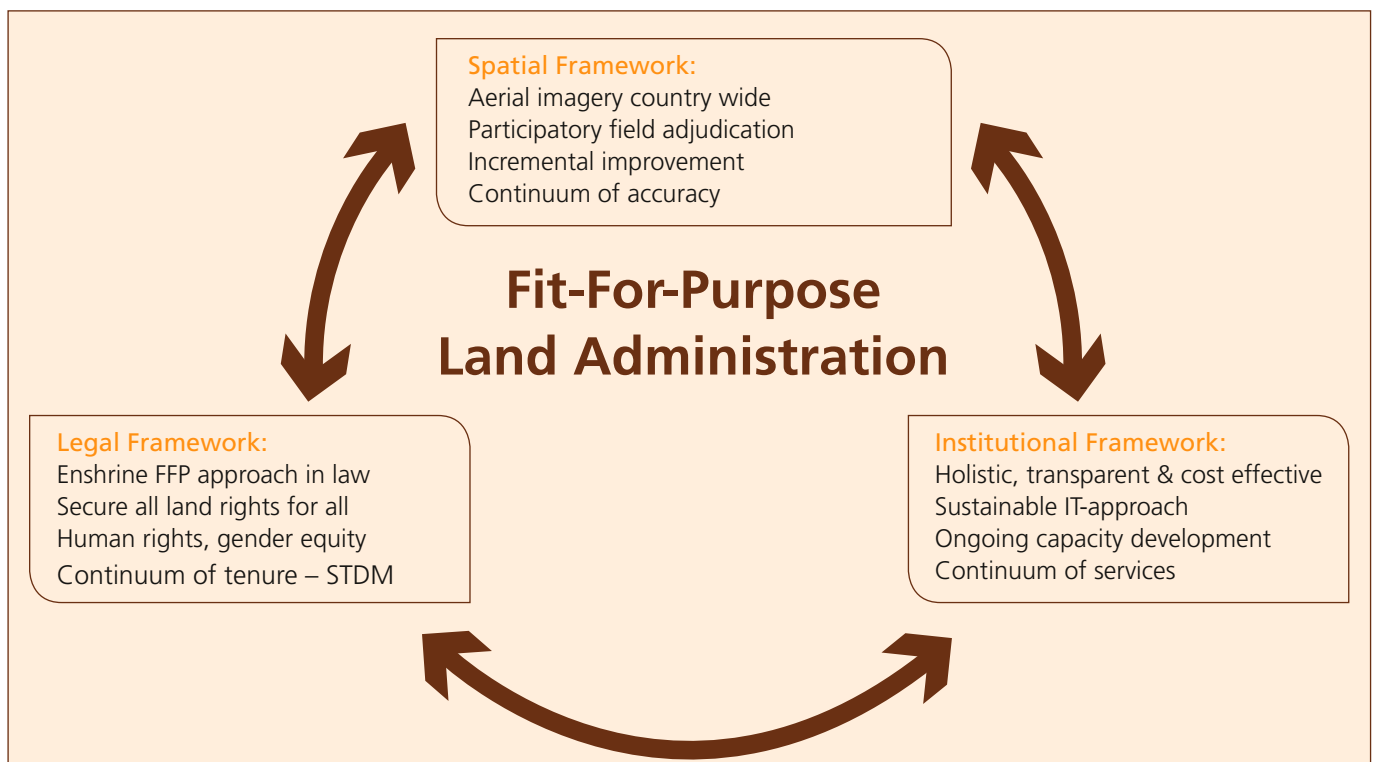 Spatial Framework:
Aerial imagery country wide
Participatory field adjudication
Incremental improvement
Continuum of accuracy
Fit-For-Purpose
Land Administration
Legal Framework:
Enshrine FFP approach in law
Secure all land rights for all
Human rights, gender equity
Continuum of tenure – STDM
Institutional Framework:
Holistic, transparent & cost effective
Sustainable IT-approach
Ongoing capacity development
Continuum of services